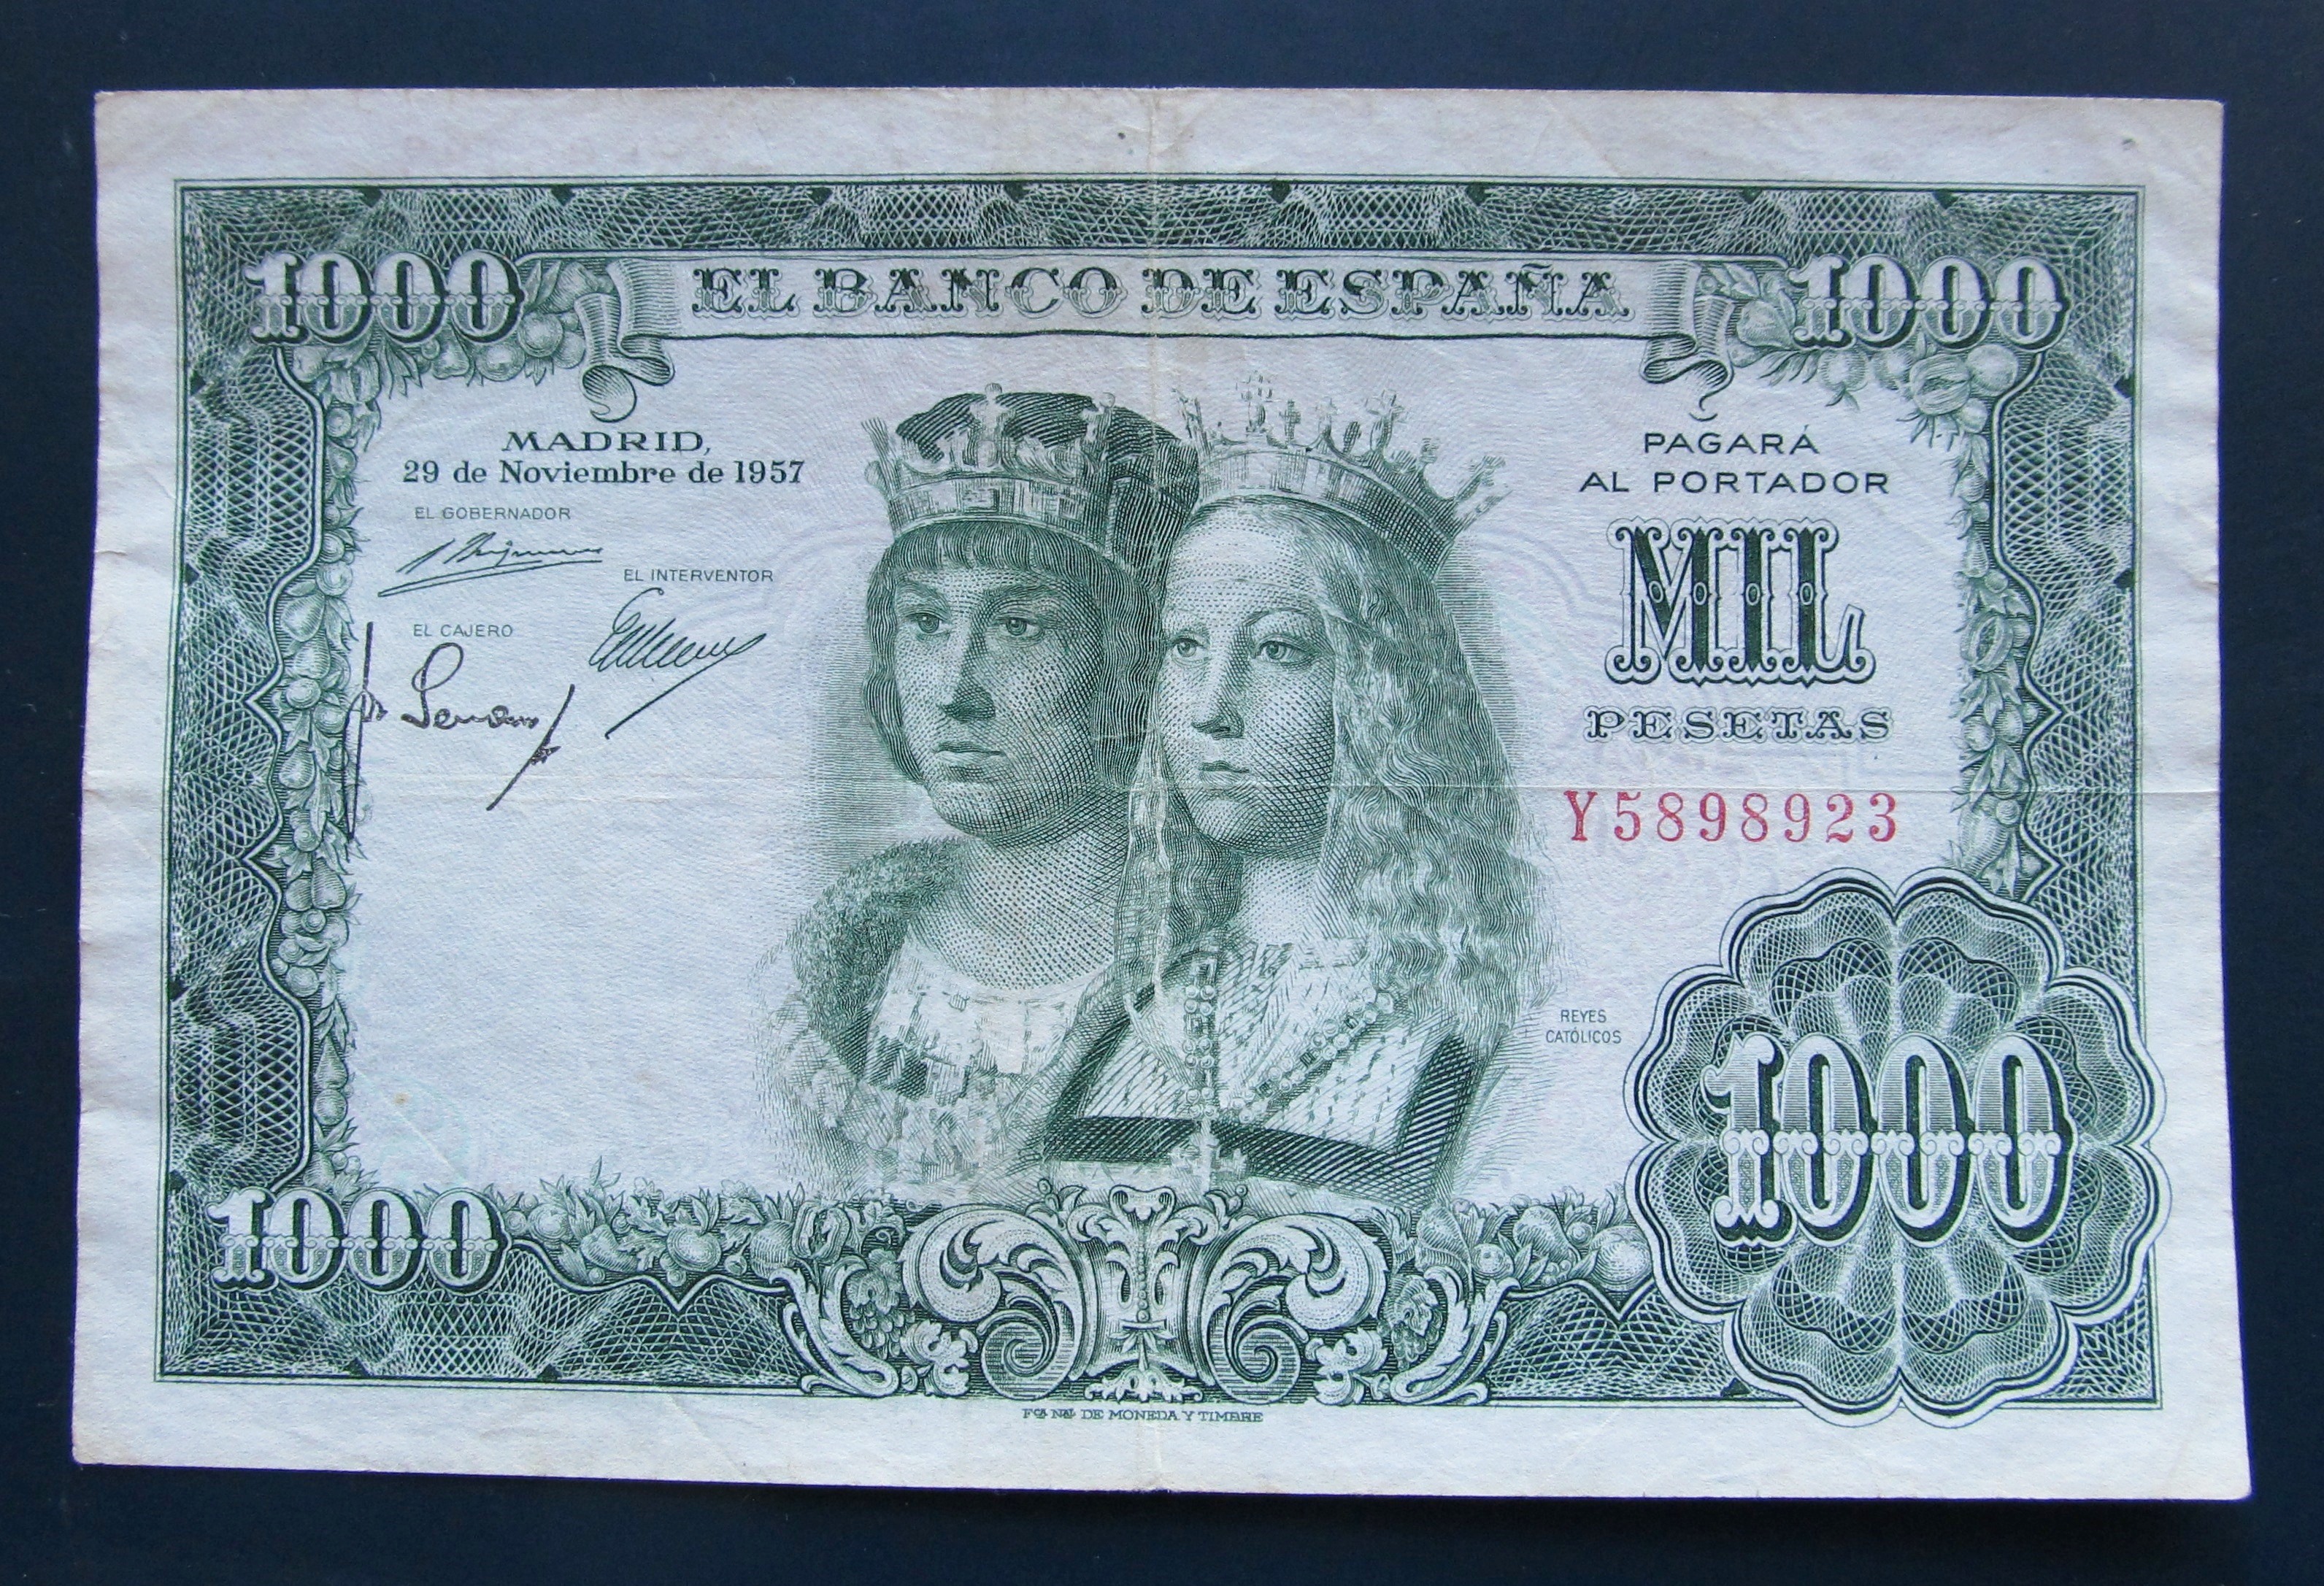 1000 EL BANCO DE ESPAÑA 1000
MADRID,
29 de Noviembre de 1957
EL GOBERNADOR
EL INTERVENTOR
EL CAJERO
PAGARÁ
AL PORTADOR
MIL
PESETAS
Y5898923
REYES
CATÓLICOS
1000
1000
FCA NAL DE MONEDA Y TIMBRE